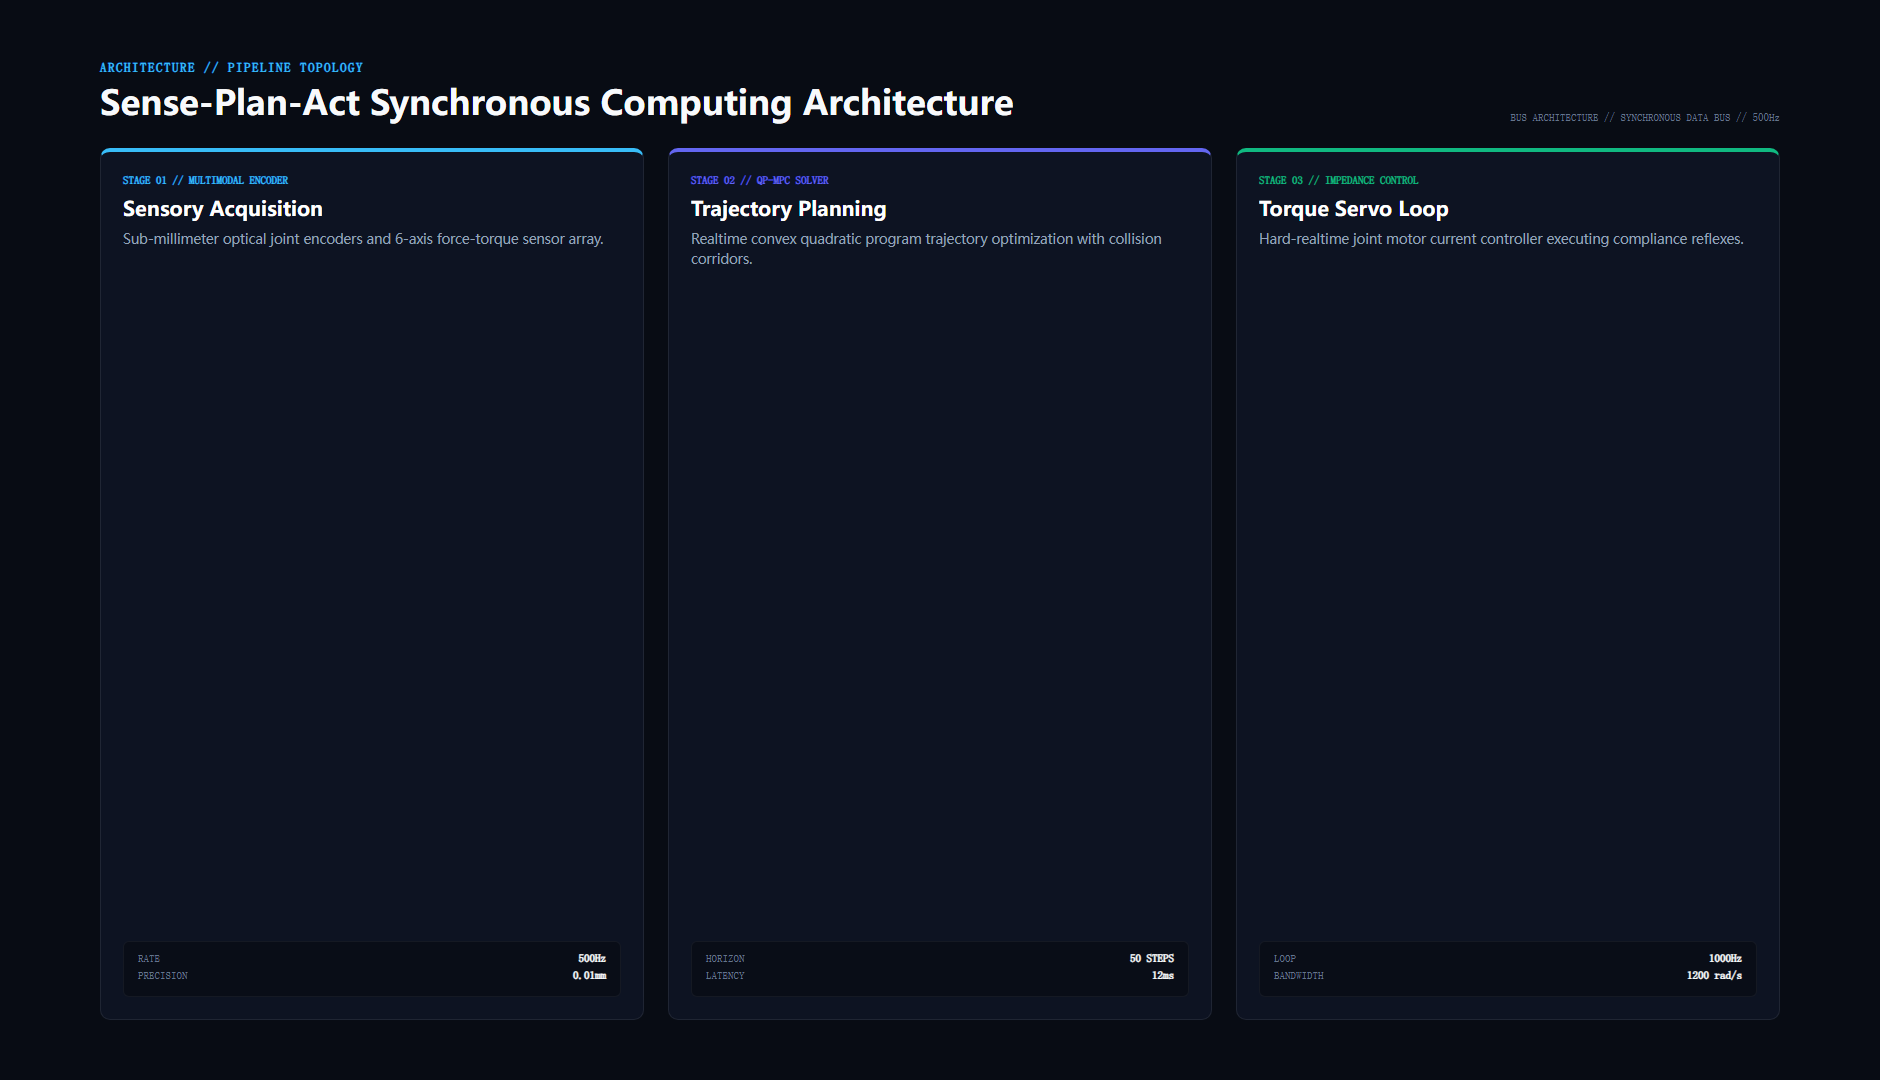 ARCHITECTURE // PIPELINE TOPOLOGY
Sense-Plan-Act Synchronous Computing Architecture
BUS ARCHITECTURE // SYNCHRONOUS DATA BUS // 500Hz
STAGE 01 // MULTIMODAL ENCODER
Sensory Acquisition
Sub-millimeter optical joint encoders and 6-axis force-torque sensor array.
RATE 500Hz
PRECISION 0.01mm
STAGE 02 // QP-MPC SOLVER
Trajectory Planning
Realtime convex quadratic program trajectory optimization with collision
corridors.
HORIZON 50 STEPS
LATENCY 12ms
STAGE 03 // IMPEDANCE CONTROL
Torque Servo Loop
Hard-realtime joint motor current controller executing compliance reflexes.
LOOP 1000Hz
BANDWIDTH 1200 rad/s